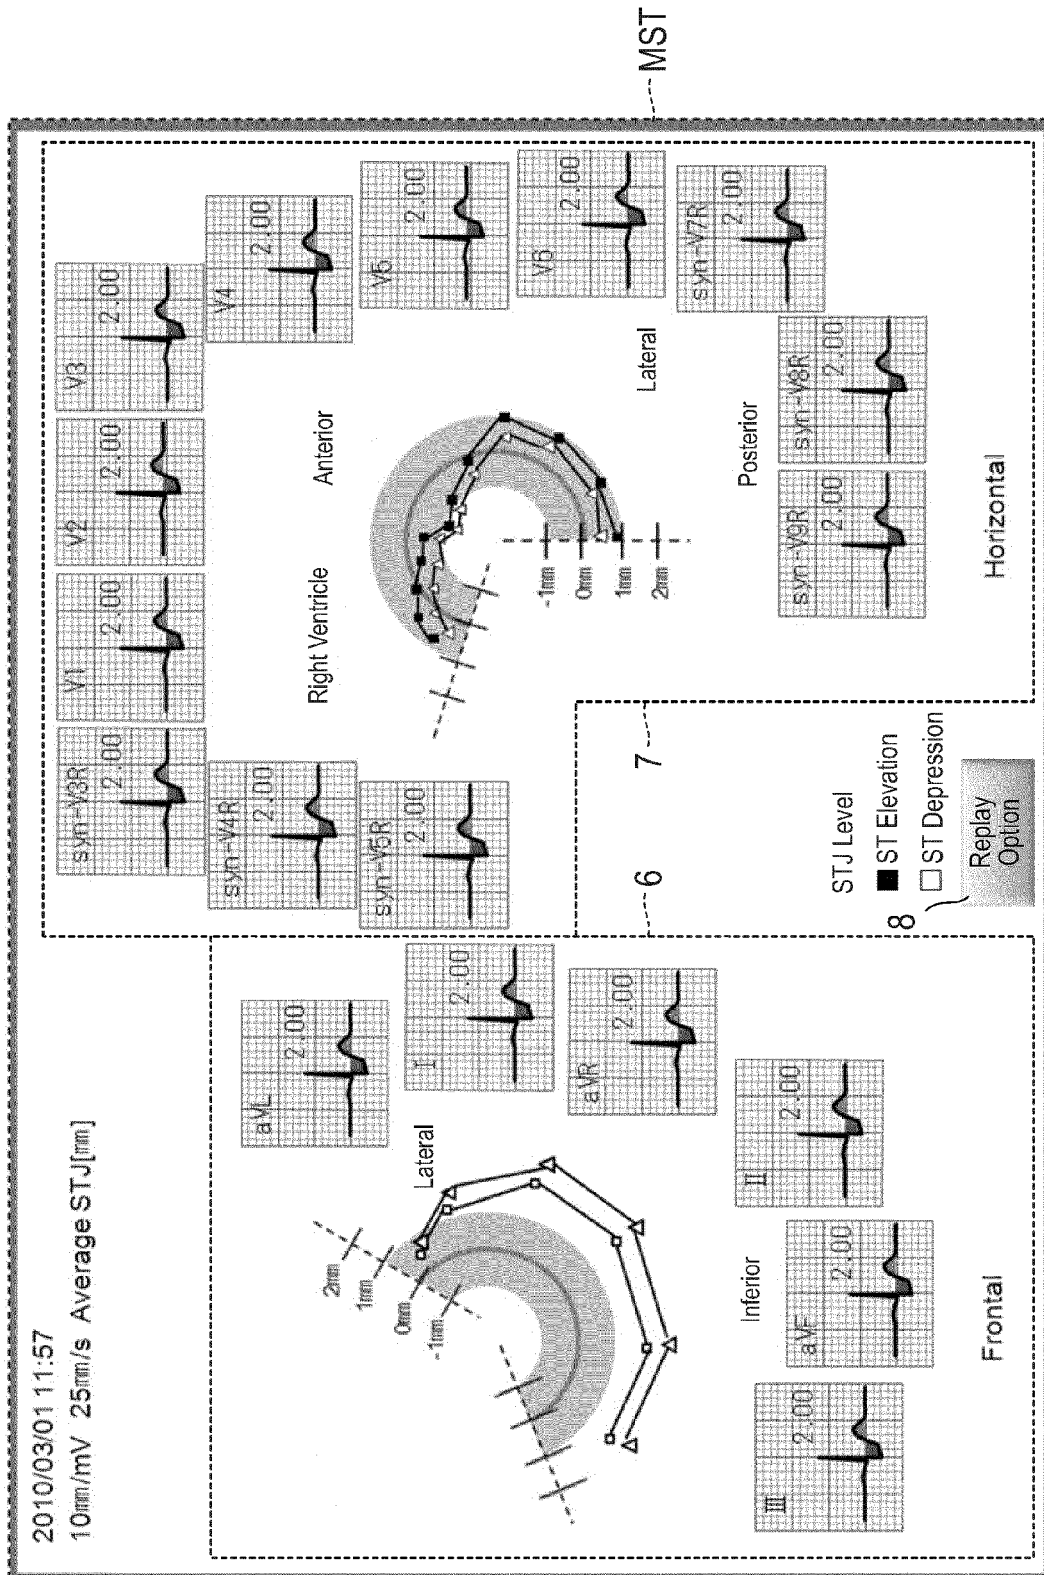 2010/03/01 11:57
10mm/mV 25mm/s Average STJ[mm]
MST
aVL
2.00
I
2.00
aVR
2.00
II
2.00
aVF
2.00
III
2.00
Lateral
Inferior
2mm
1mm
0mm
-1mm
Frontal
6
7
STJ Level
■ ST Elevation
□ ST Depression
8
Replay
Option
syn-V5R
2.00
syn-V4R
2.00
syn-V3R
2.00
V1
2.00
V2
2.00
V3
2.00
V4
2.00
V5
2.00
V6
2.00
syn-V7R
2.00
syn-V8R
2.00
syn-V9R
2.00
Right Ventricle
Anterior
Lateral
Posterior
-1mm
0mm
1mm
2mm
Horizontal